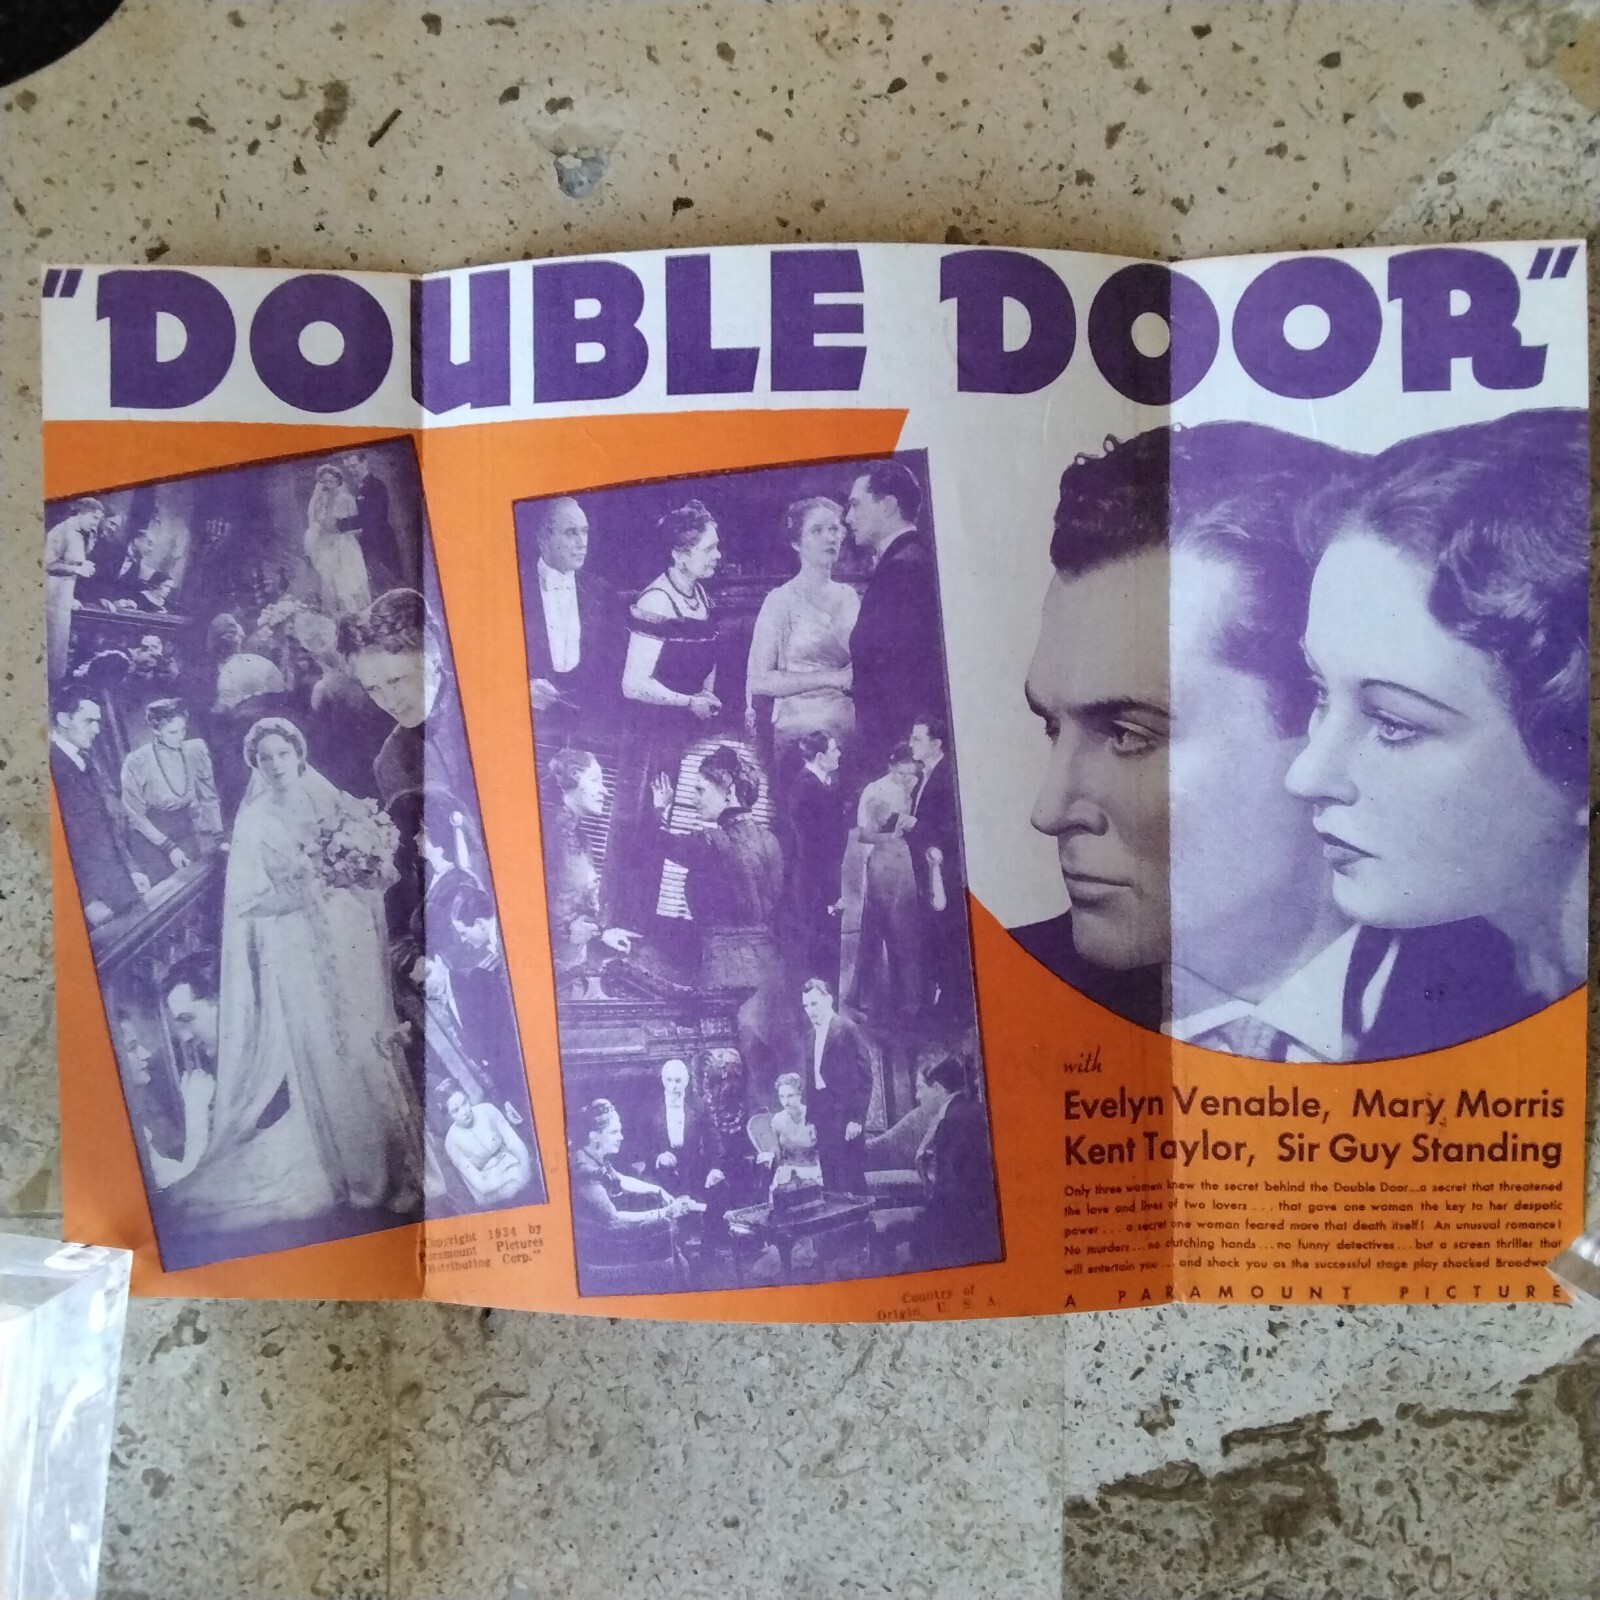 "DOUBLE DOOR"
with
Evelyn Venable, Mary Morris
Kent Taylor, Sir Guy Standing
Only three women knew the secret behind the Double Door...a secret that threatened
the love and lives of two lovers ... that gave one woman the key to her despotic
power ... a secret one woman feared more that death itself! An unusual romance!
No murders...no clutching hands...no funny detectives...but a screen thriller that
will entertain you ... and shock you as the successful stage play shocked Broadway
A PARAMOUNT PICTURE
Copyright 1934 by
Paramount Pictures
Distributing Corp."
Country of
Origin, U. S. A.